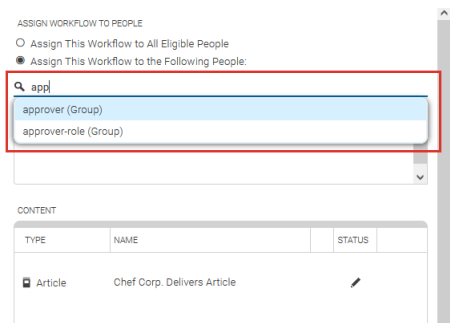 ASSIGN WORKFLOW TO PEOPLE
Assign This Workflow to All Eligible People
Assign This Workflow to the Following People:
app
approver (Group)
approver-role (Group)
CONTENT
TYPE NAME STATUS
Article Chef Corp. Delivers Article